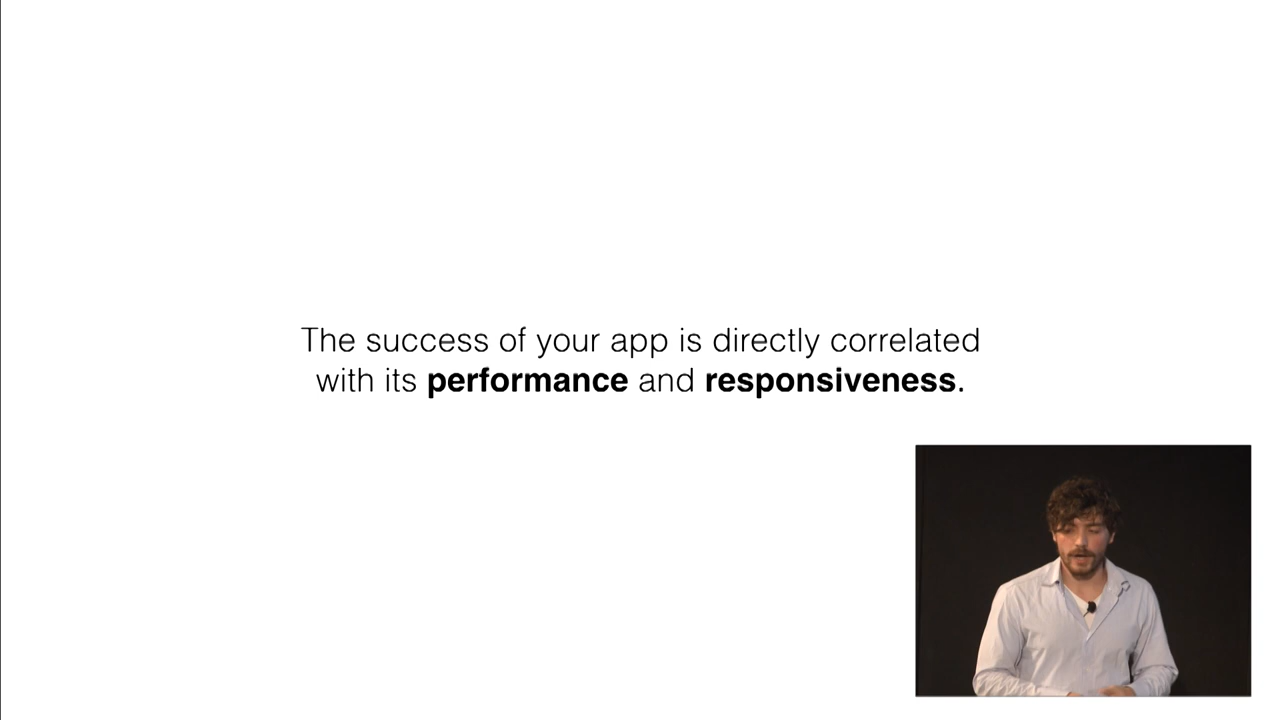 The success of your app is directly correlated
with its performance and responsiveness.